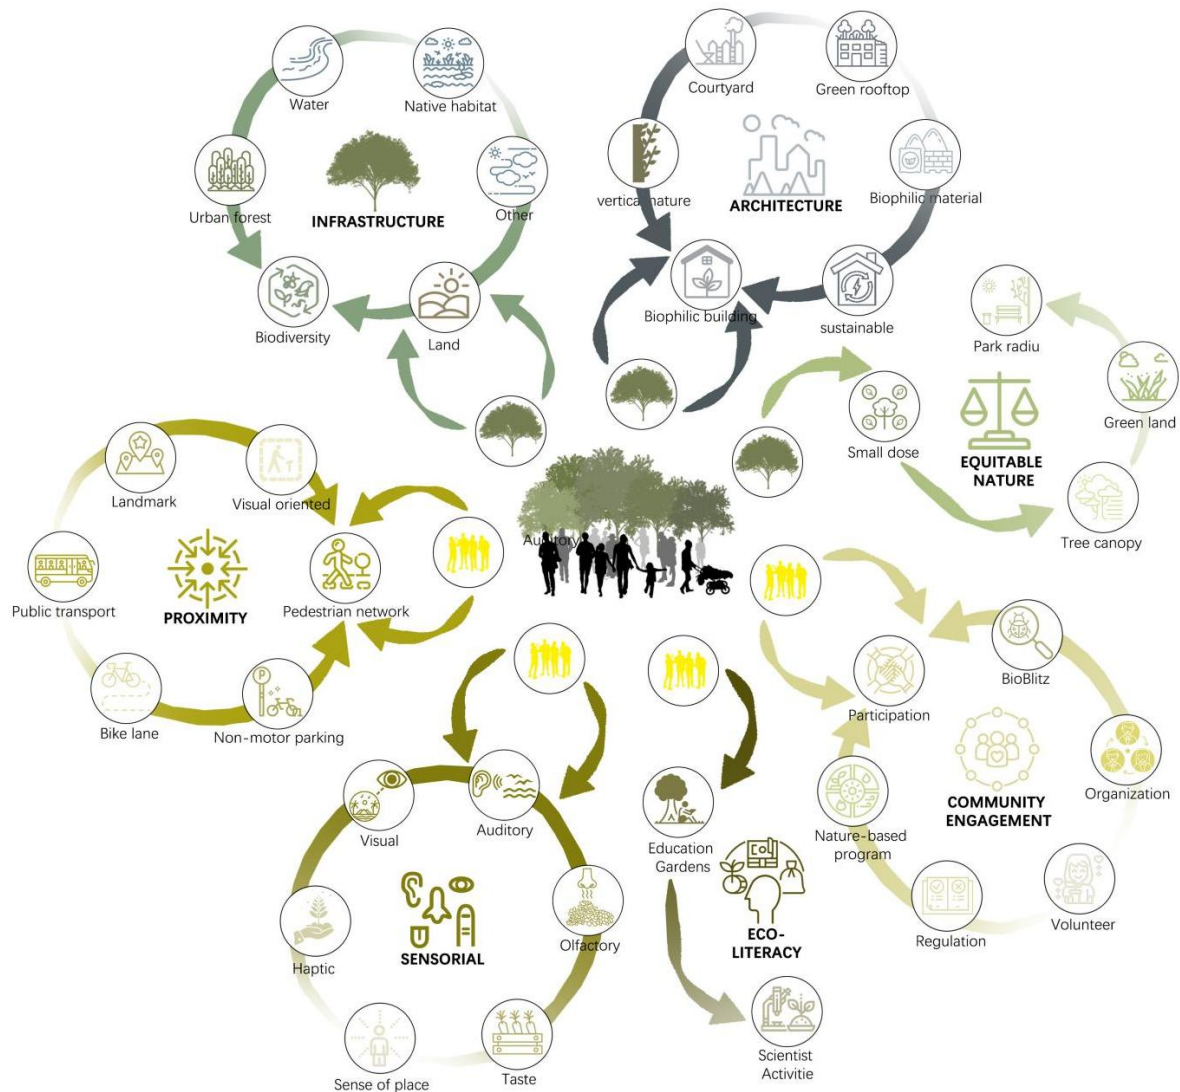 Water
Native habitat
Urban forest
INFRASTRUCTURE
Other
Biodiversity
Land
Courtyard
Green rooftop
vertical nature
ARCHITECTURE
Biophilic material
Biophilic building
sustainable
Park radiu
Small dose
EQUITABLE
NATURE
Green land
Tree canopy
Landmark
Visual oriented
Public transport
PROXIMITY
Pedestrian network
P
Bike lane
Non-motor parking
Auditory
BioBlitz
Participation
Organization
COMMUNITY
ENGAGEMENT
Nature-based
program
Regulation
Volunteer
Visual
Auditory
Haptic
SENSORIAL
Olfactory
Sense of place
Taste
Education
Gardens
ECO-
LITERACY
Scientist
Activitie